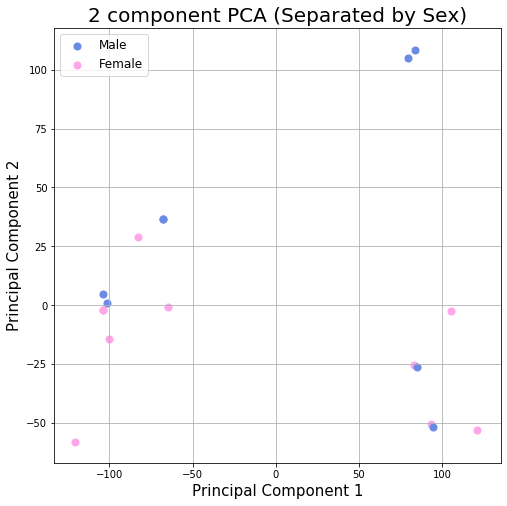 2 component PCA (Separated by Sex)
Male
Female
100
75
50
25
0
−25
−50
Principal Component 2
−100
−50
0
50
100
Principal Component 1